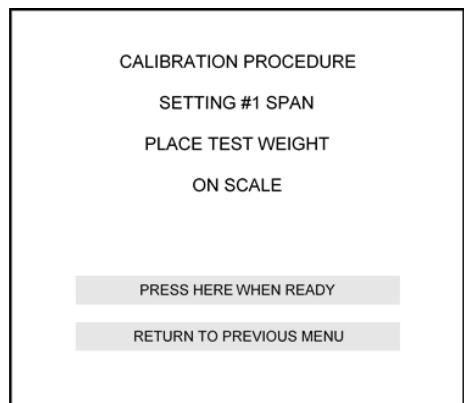 CALIBRATION PROCEDURE
SETTING #1 SPAN
PLACE TEST WEIGHT
ON SCALE
PRESS HERE WHEN READY
RETURN TO PREVIOUS MENU